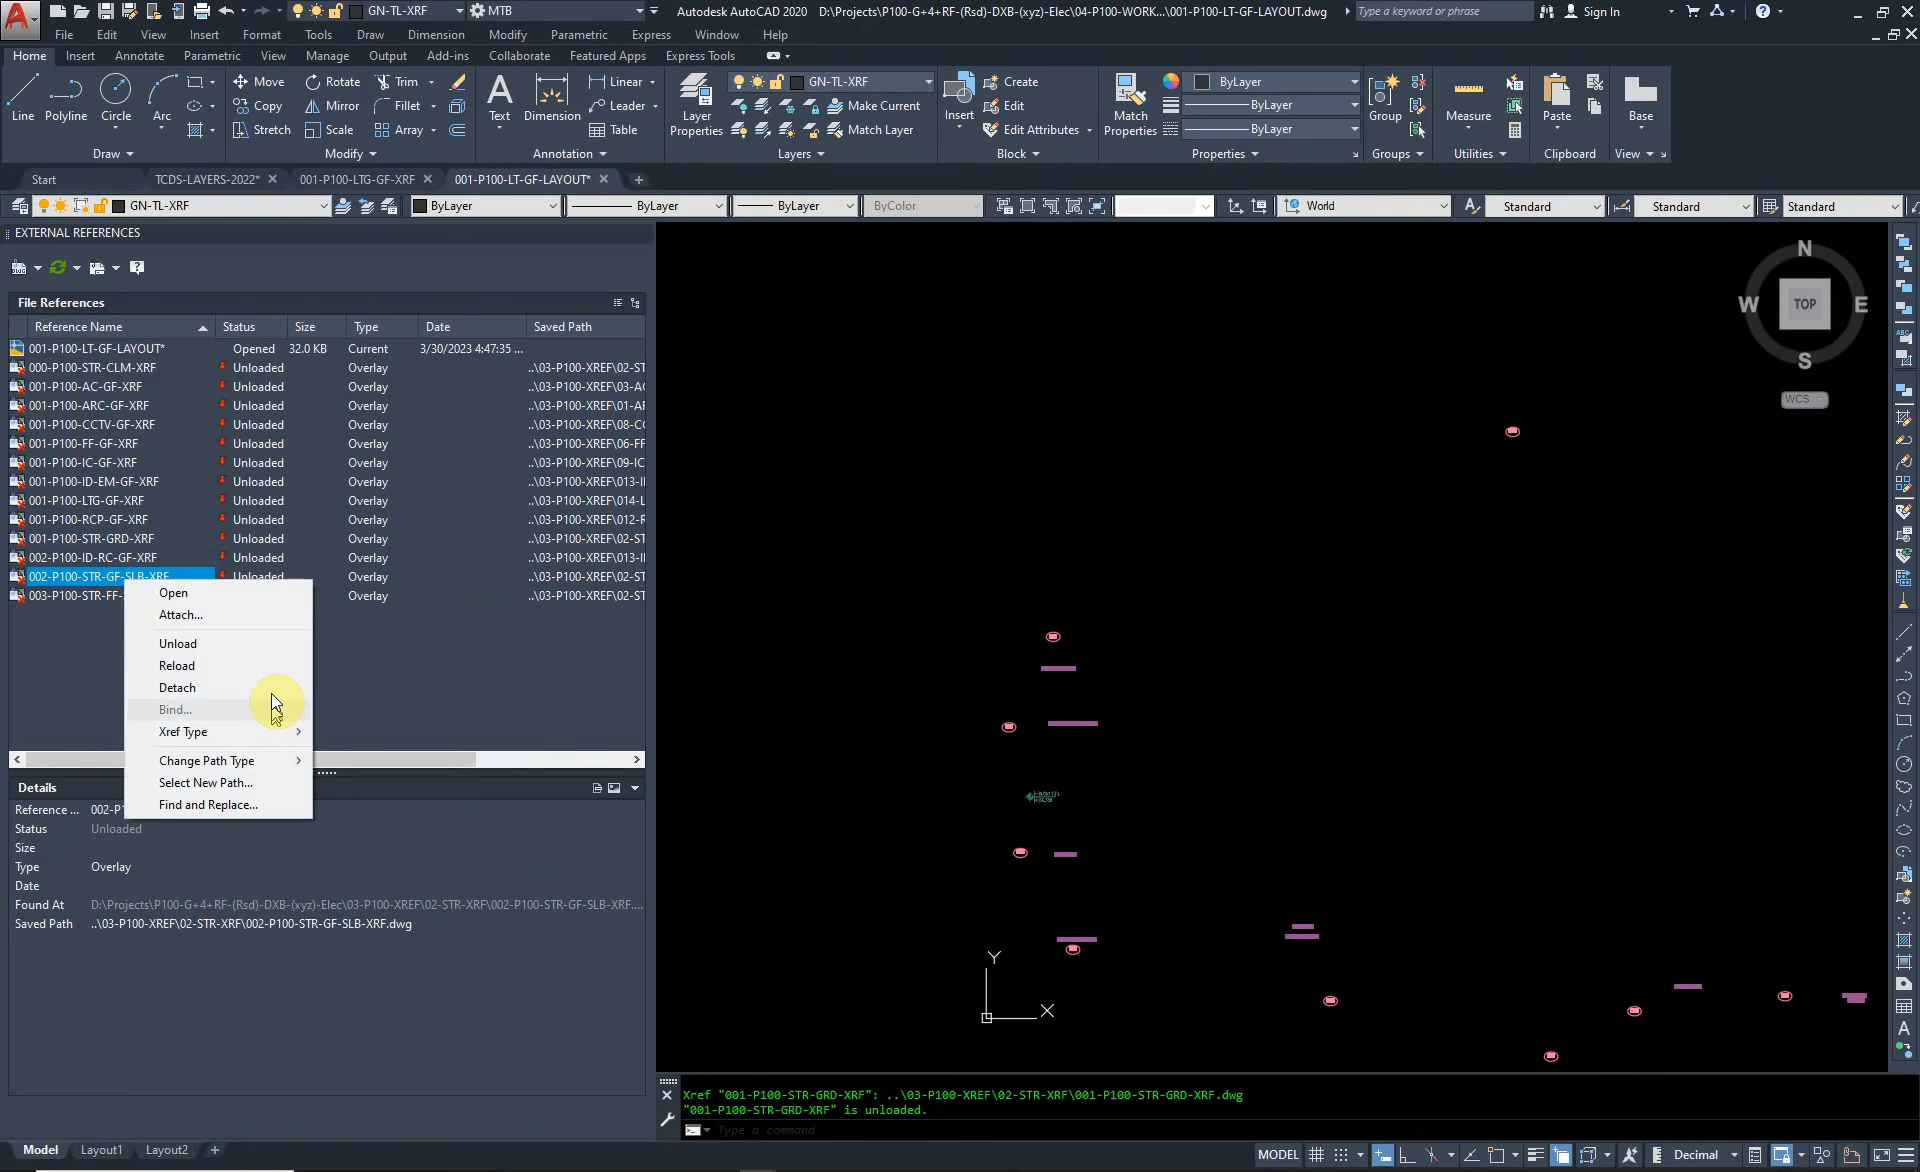 GN-TL-XRF
MTB
Autodesk AutoCAD 2020 D:\Projects\P100-G+4+RF-(Rsd)-DXB-(xyz)-Elec\04-P100-WORK...\001-P100-LT-GF-LAYOUT.dwg
Type a keyword or phrase
Sign In
File Edit View Insert Format Tools Draw Dimension Modify Parametric Express Window Help
Home Insert Annotate Parametric View Manage Output Add-ins Collaborate Featured Apps Express Tools
Line Polyline Circle Arc
Draw
Move Rotate Trim
Copy Mirror Fillet
Stretch Scale Array
Modify
Text Dimension
Linear
Leader
Table
Annotation
Layer Properties
GN-TL-XRF
Make Current
Match Layer
Layers
Insert
Create
Edit
Edit Attributes
Block
Match Properties
ByLayer
ByLayer
ByLayer
Properties
Group
Groups
Measure
Utilities
Paste
Clipboard
Base
View
Start TCDS-LAYERS-2022* 001-P100-LTG-GF-XRF 001-P100-LT-GF-LAYOUT*
GN-TL-XRF ByLayer ByLayer ByLayer ByColor World Standard Standard Standard
EXTERNAL REFERENCES
File References
Reference Name Status Size Type Date Saved Path
001-P100-LT-GF-LAYOUT* Opened 32.0 KB Current 3/30/2023 4:47:35 ...
000-P100-STR-CLM-XRF Unloaded Overlay ..\03-P100-XREF\02-ST
001-P100-AC-GF-XRF Unloaded Overlay ..\03-P100-XREF\03-AC
001-P100-ARC-GF-XRF Unloaded Overlay ..\03-P100-XREF\01-AF
001-P100-CCTV-GF-XRF Unloaded Overlay ..\03-P100-XREF\08-CC
001-P100-FF-GF-XRF Unloaded Overlay ..\03-P100-XREF\06-FF
001-P100-IC-GF-XRF Unloaded Overlay ..\03-P100-XREF\09-IC
001-P100-ID-EM-GF-XRF Unloaded Overlay ..\03-P100-XREF\013-I
001-P100-LTG-GF-XRF Unloaded Overlay ..\03-P100-XREF\014-L
001-P100-RCP-GF-XRF Unloaded Overlay ..\03-P100-XREF\012-R
001-P100-STR-GRD-XRF Unloaded Overlay ..\03-P100-XREF\02-ST
002-P100-ID-RC-GF-XRF Unloaded Overlay ..\03-P100-XREF\013-I
002-P100-STR-GF-SLB-XRF Unloaded Overlay ..\03-P100-XREF\02-ST
003-P100-STR-FF- Overlay ..\03-P100-XREF\02-ST
Open
Attach...
Unload
Reload
Detach
Bind...
Xref Type
Change Path Type
Select New Path...
Find and Replace...
Details
Reference ... 002-P1
Status Unloaded
Size
Type Overlay
Date
Found At D:\Projects\P100-G+4+RF-(Rsd)-DXB-(xyz)-Elec\03-P100-XREF\02-STR-XRF\002-P100-STR-GF-SLB-XRF....
Saved Path ..\03-P100-XREF\02-STR-XRF\002-P100-STR-GF-SLB-XRF.dwg
N
W TOP E
S
WCS
Y
X
Xref "001-P100-STR-GRD-XRF": ..\03-P100-XREF\02-STR-XRF\001-P100-STR-GRD-XRF.dwg
"001-P100-STR-GRD-XRF" is unloaded.
Type a command
Model Layout1 Layout2
MODEL
Decimal